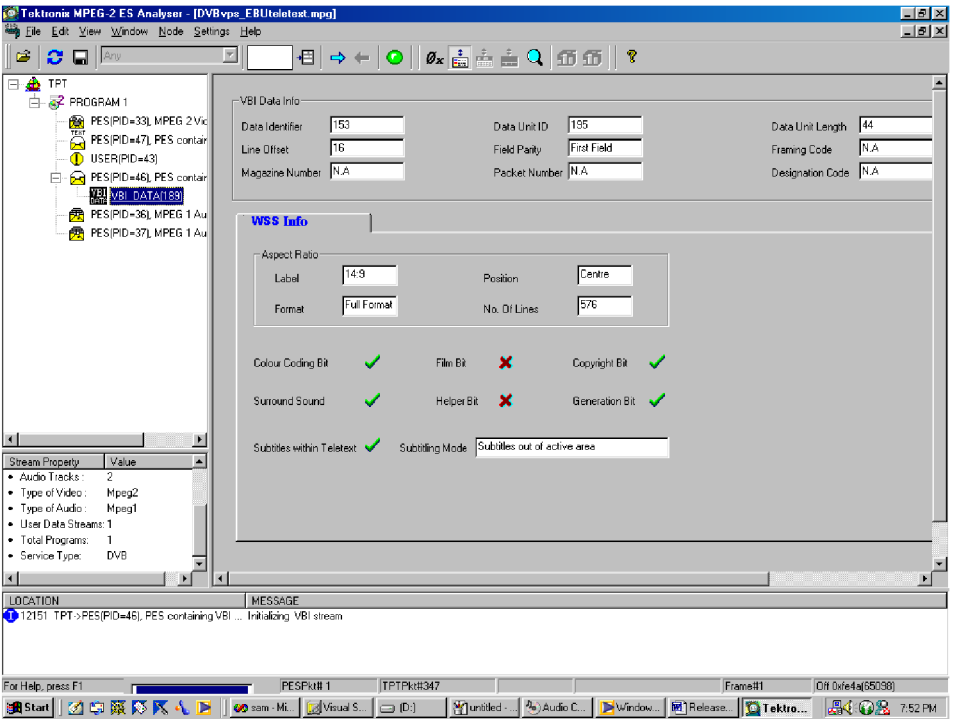 Tektronix MPEG-2 ES Analyser - [DVBvps_EBUteletext.mpg]
File Edit View Window Node Settings Help
Any
TPT
PROGRAM 1
PES(PID=33), MPEG 2 Vic
PES(PID=47), PES contair
USER(PID=43)
PES(PID=46), PES contair
VBI DATA VBI_DATA(189)
PES(PID=36), MPEG 1 Au
PES(PID=37), MPEG 1 Au
VBI Data Info
Data Identifier 153 Data Unit ID 195 Data Unit Length 44
Line Offset 16 Field Parity First Field Framing Code N.A
Magazine Number N.A Packet Number N.A Designation Code N.A
WSS Info
Aspect Ratio
Label 14:9 Position Centre
Format Full Format No. Of Lines 576
Colour Coding Bit Film Bit Copyright Bit
Surround Sound Helper Bit Generation Bit
Subtitles within Teletext Subtitling Mode Subtitles out of active area
Stream Property Value
Audio Tracks : 2
Type of Video : Mpeg2
Type of Audio : Mpeg1
User Data Streams: 1
Total Programs: 1
Service Type: DVB
LOCATION MESSAGE
12151 TPT->PES(PID=46), PES containing VBI ... Initializing VBI stream
For Help, press F1 PESPkt# 1 TPTPkt#347 Frame#1 Off 0xfe4a(65098)
Start sam - Mi... Visual S... (D:) untitled - ... Audio C... Window... Release... Tektro... 7:52 PM